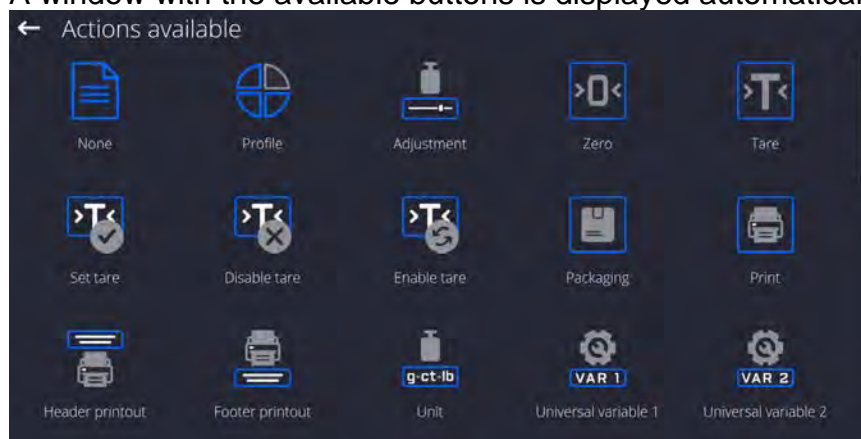 A window with the available buttons is displayed automatical
← Actions available
>0< >T<
None Profile Adjustment Zero Tare
>T< >T< >T<
Set tare Disable tare Enable tare Packaging Print
g-ct-lb VAR 1 VAR 2
Header printout Footer printout Unit Universal variable 1 Universal variable 2